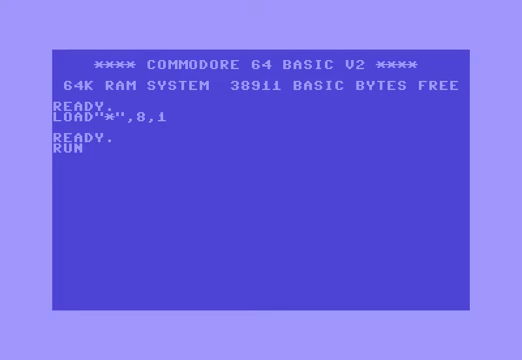 **** COMMODORE 64 BASIC V2 ****
64K RAM SYSTEM  38911 BASIC BYTES FREE
READY.
LOAD"*",8,1
READY.
RUN